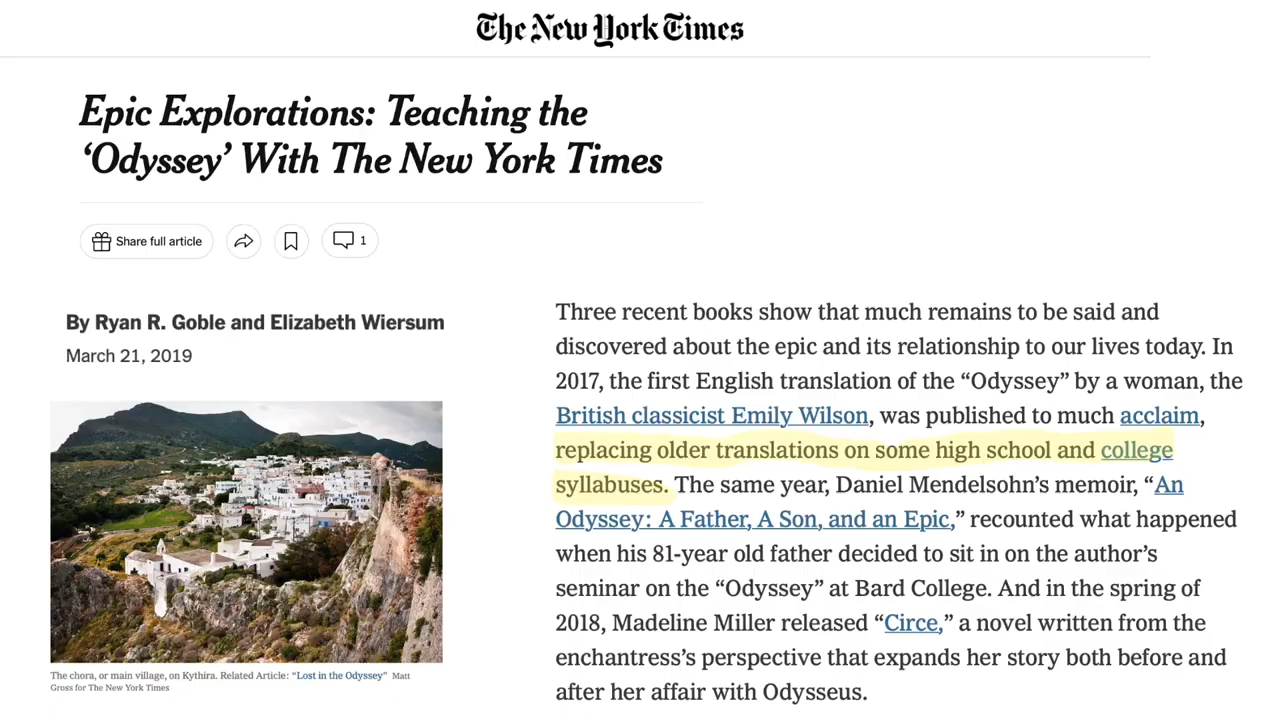 The New York Times
Epic Explorations: Teaching the
‘Odyssey’ With The New York Times
Share full article
1
By Ryan R. Goble and Elizabeth Wiersum
March 21, 2019
The chora, or main village, on Kythira. Related Article: “Lost in the Odyssey” Matt
Gross for The New York Times
Three recent books show that much remains to be said and
discovered about the epic and its relationship to our lives today. In
2017, the first English translation of the “Odyssey” by a woman, the
British classicist Emily Wilson, was published to much acclaim,
replacing older translations on some high school and college
syllabuses. The same year, Daniel Mendelsohn’s memoir, “An
Odyssey: A Father, A Son, and an Epic,” recounted what happened
when his 81-year old father decided to sit in on the author’s
seminar on the “Odyssey” at Bard College. And in the spring of
2018, Madeline Miller released “Circe,” a novel written from the
enchantress’s perspective that expands her story both before and
after her affair with Odysseus.